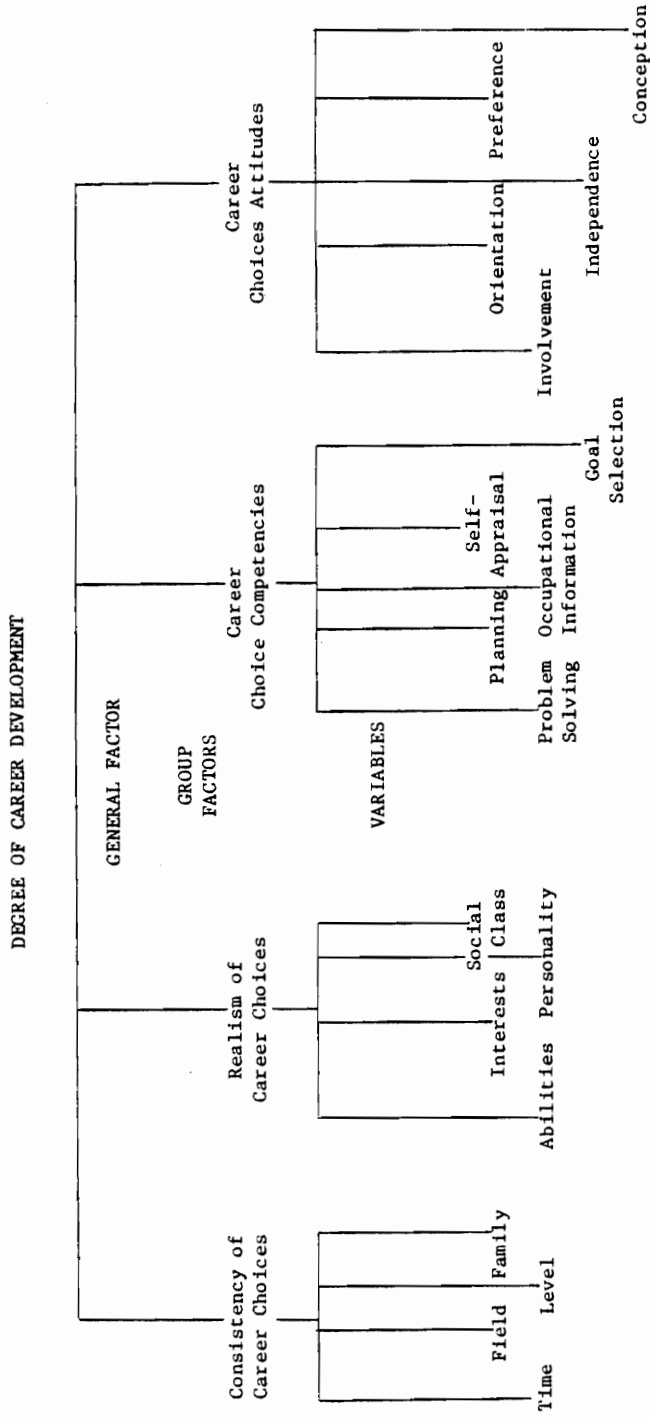 DEGREE OF CAREER DEVELOPMENT
GENERAL FACTOR
GROUP
FACTORS
Consistency of
Career Choices
Realism of
Career Choices
Career
Choice Competencies
Career
Choices Attitudes
VARIABLES
Time
Field
Level
Family
Abilities
Interests
Personality
Social
Class
Problem
Solving
Planning
Occupational
Information
Self-
Appraisal
Goal
Selection
Involvement
Orientation
Independence
Preference
Conception